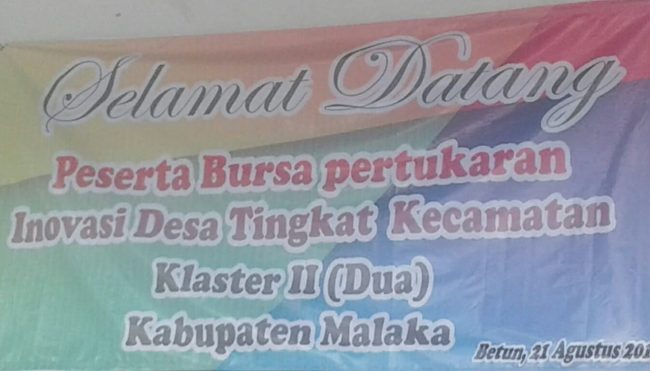 Selamat Datang
Peserta Bursa pertukaran
Inovasi Desa Tingkat Kecamatan
Klaster II (Dua)
Kabupaten Malaka
Betun, 21 Agustus